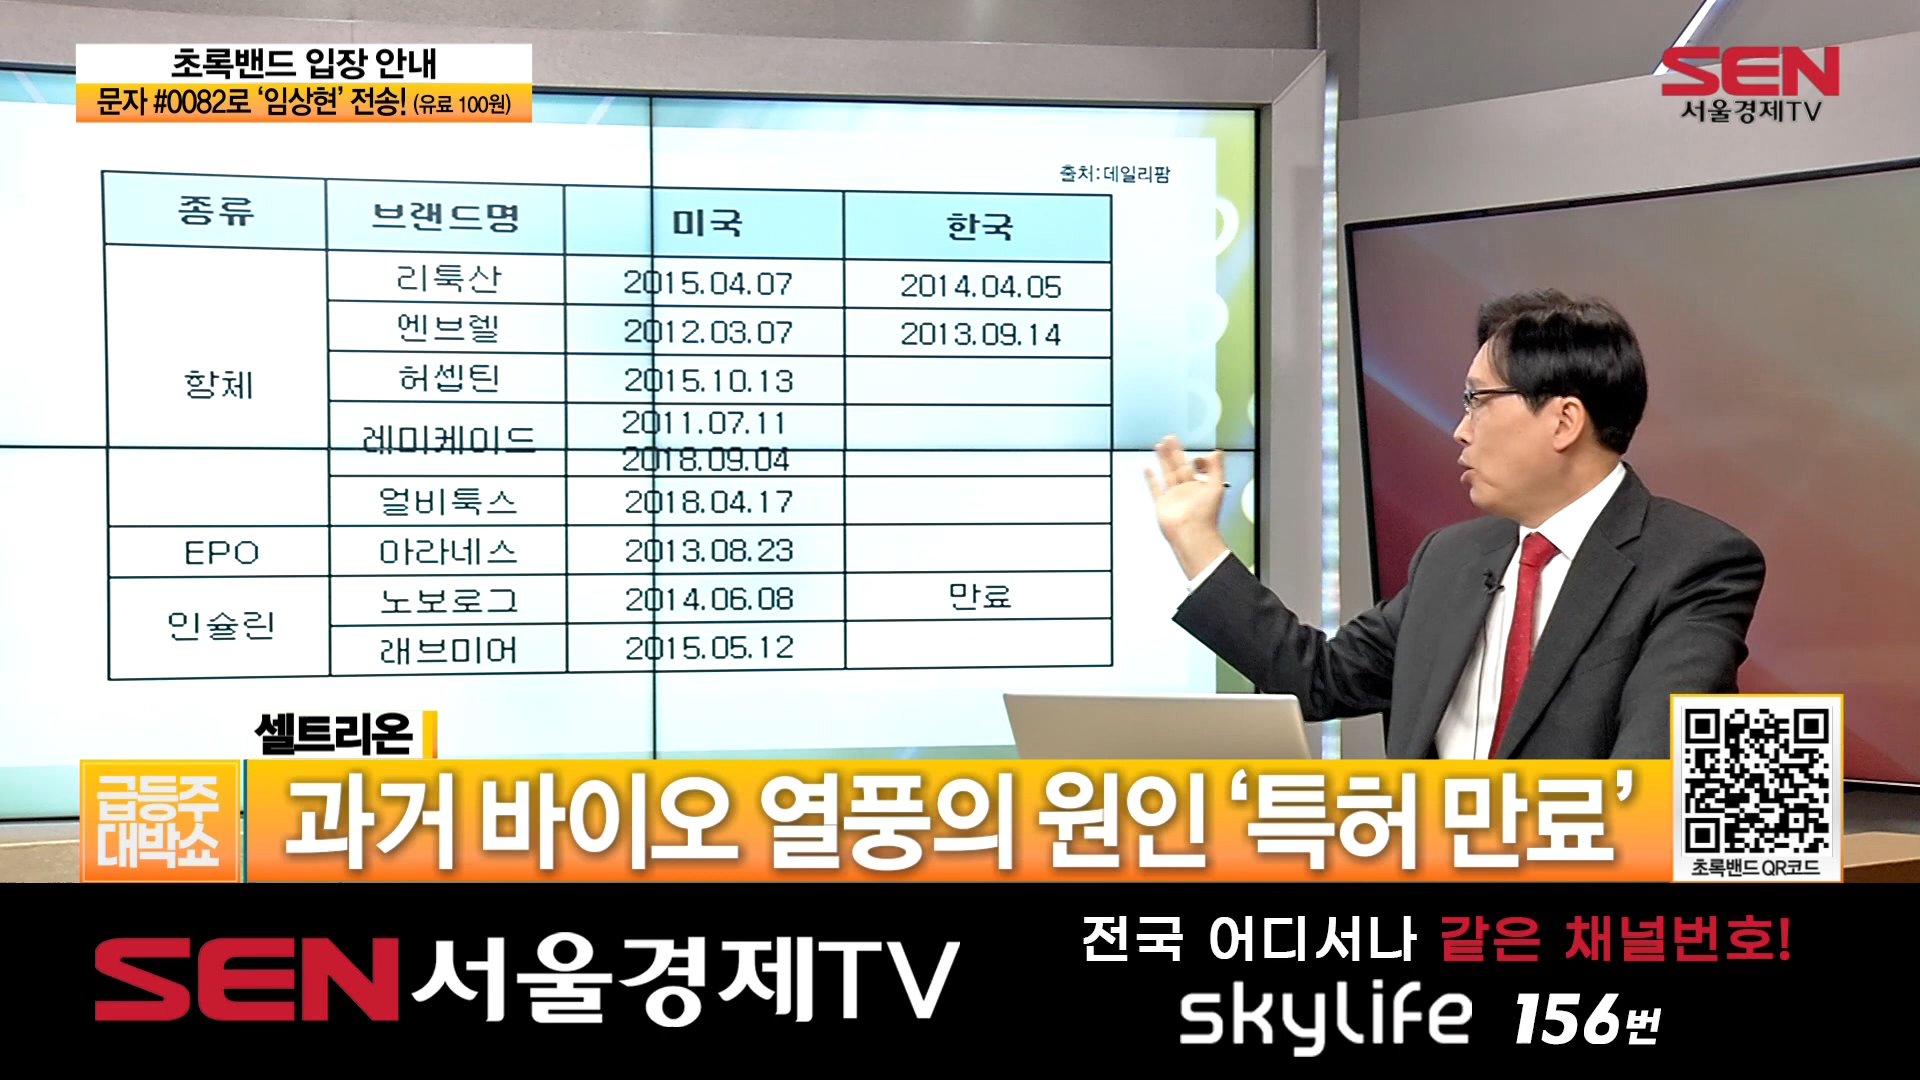 초록밴드 입장 안내
문자 #0082로 ‘임상현’ 전송! (유료 100원)
SEN
서울경제TV
출처:데일리팜
종류 브랜드명 미국 한국
항체 리툭산 2015.04.07 2014.04.05
엔브렐 2012.03.07 2013.09.14
허셉틴 2015.10.13
레미케이드 2011.07.11
2018.09.04
얼비툭스 2018.04.17
EPO 아라네스 2013.08.23
인슐린 노보로그 2014.06.08 만료
래브미어 2015.05.12
셀트리온
급등주
대박쇼
과거 바이오 열풍의 원인 ‘특허 만료’
초록밴드 QR코드
SEN서울경제TV
전국 어디서나 같은 채널번호!
skylife 156번